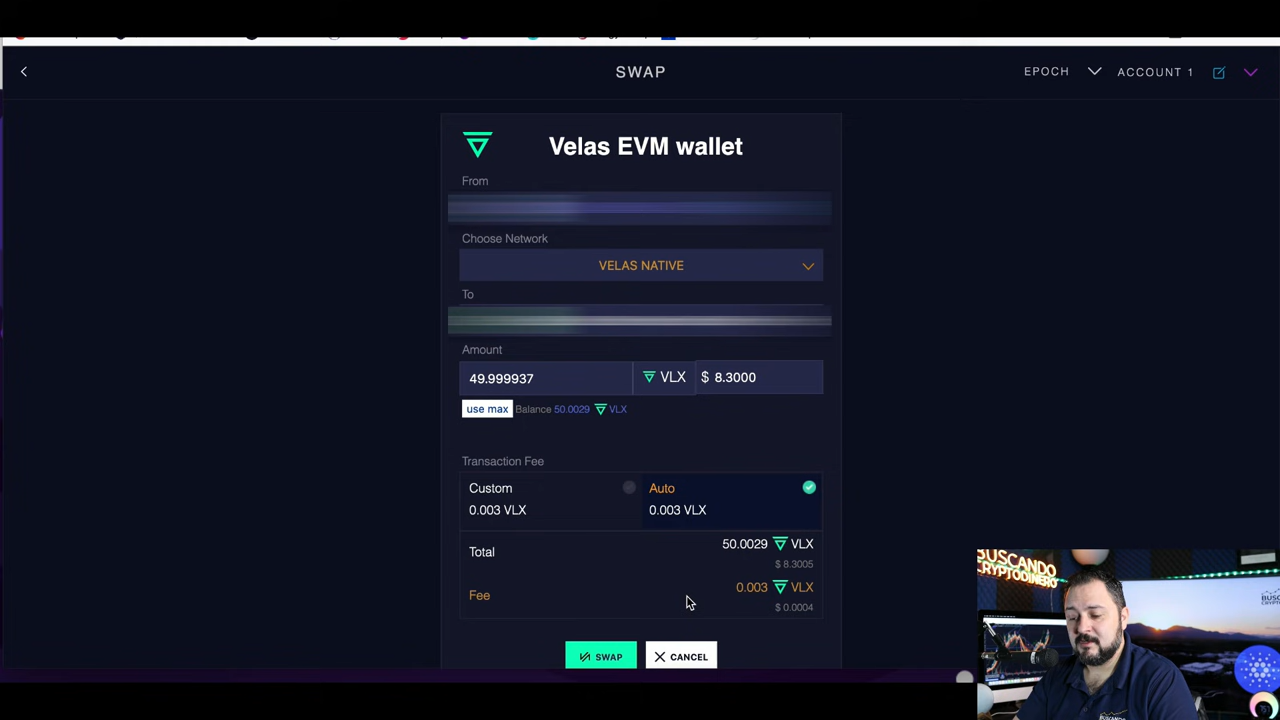 SWAP
EPOCH
ACCOUNT 1
Velas EVM wallet
From
Choose Network
VELAS NATIVE
To
Amount
49.999937
VLX
$ 8.3000
use max Balance 50.0029 VLX
Transaction Fee
Custom
0.003 VLX
Auto
0.003 VLX
Total
50.0029 VLX
$ 8.3005
Fee
0.003 VLX
$ 0.0004
SWAP
CANCEL
BUSCANDO
CRYPTODINERO